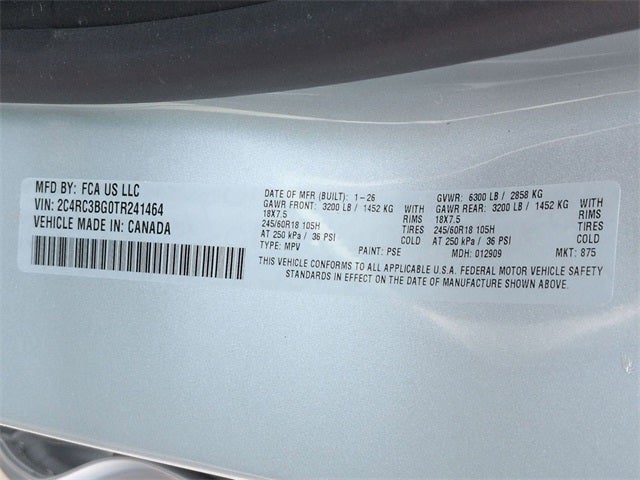 MFD BY: FCA US LLC
VIN: 2C4RC3BG0TR241464
VEHICLE MADE IN: CANADA
DATE OF MFR (BUILT): 1-26
GAWR FRONT: 3200 LB / 1452 KG WITH
18X7.5 RIMS
245/60R18 105H TIRES
AT 250 kPa / 36 PSI COLD
TYPE: MPV PAINT: PSE
GVWR: 6300 LB / 2858 KG
GAWR REAR: 3200 LB / 1452 KG WITH
18X7.5 RIMS
245/60R18 105H TIRES
AT 250 kPa / 36 PSI COLD
MDH: 012909 MKT: 875
THIS VEHICLE CONFORMS TO ALL APPLICABLE U.S.A. FEDERAL MOTOR VEHICLE SAFETY
STANDARDS IN EFFECT ON THE DATE OF MANUFACTURE SHOWN ABOVE.